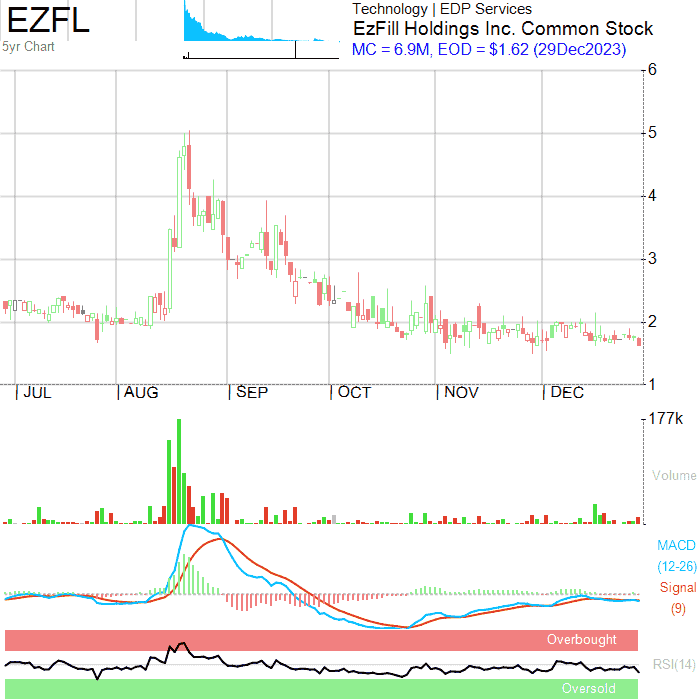 EZFL
5yr Chart
Technology | EDP Services
EzFill Holdings Inc. Common Stock
MC = 6.9M, EOD = $1.62 (29Dec2023)
6
5
4
3
2
1
JUL AUG SEP OCT NOV DEC
177k
Volume
MACD
(12-26)
Signal
(9)
Overbought
RSI(14)
Oversold